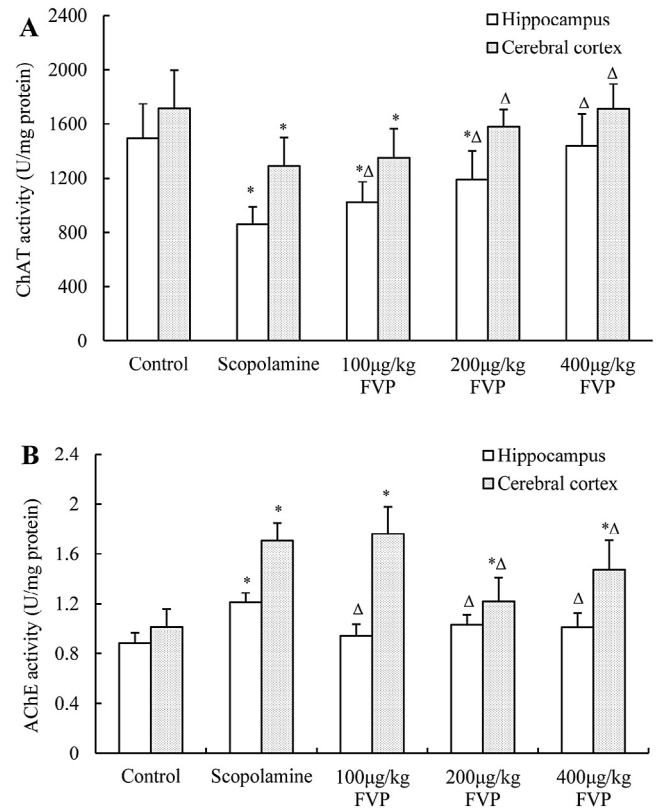 A
ChAT activity (U/mg protein)
2400
2000
1600
1200
800
400
0
Hippocampus
Cerebral cortex
*
*
*Δ
*
*Δ
Δ
Δ
Δ
Control
Scopolamine
100μg/kg
FVP
200μg/kg
FVP
400μg/kg
FVP
B
AChE activity (U/mg protein)
2.4
2
1.6
1.2
0.8
0.4
0
Hippocampus
Cerebral cortex
*
*
Δ
*
Δ
*Δ
Δ
*Δ
Control
Scopolamine
100μg/kg
FVP
200μg/kg
FVP
400μg/kg
FVP